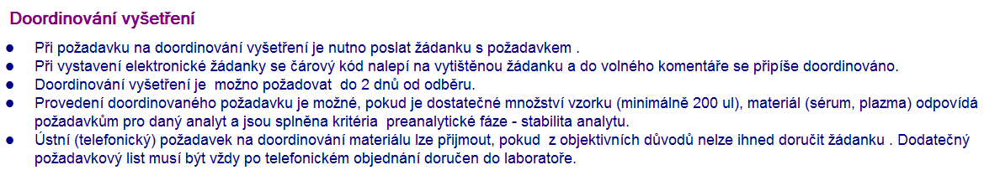 Doordinování vyšetření
● Při požadavku na doordinování vyšetření je nutno poslat žádanku s požadavkem .
● Při vystavení elektronické žádanky se čárový kód nalepí na vytištěnou žádanku a do volného komentáře se připíše doordinováno.
● Doordinování vyšetření je  možno požadovat  do 2 dnů od odběru.
● Provedení doordinovaného požadavku je možné, pokud je dostatečné množství vzorku (minimálně 200 ul), materiál (sérum, plazma) odpovídá
požadavkům pro daný analyt a jsou splněna kritéria  preanalytické fáze - stabilita analytu.
● Ústní (telefonický) požadavek na doordinování materiálu lze přijmout, pokud  z objektivních důvodů nelze ihned doručit žádanku . Dodatečný
požadavkový list musí být vždy po telefonickém objednání doručen do laboratoře.